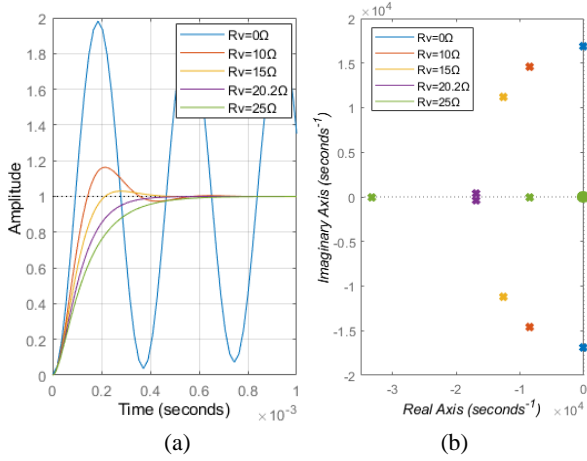 2
1.8
1.6
1.4
1.2
1
0.8
0.6
0.4
0.2
0
Amplitude
Rv=0Ω
Rv=10Ω
Rv=15Ω
Rv=20.2Ω
Rv=25Ω
0 0.2 0.4 0.6 0.8 1
Time (seconds) × 10⁻³
(a)
×10⁴
2
1.5
1
0.5
0
-0.5
-1
-1.5
-2
Imaginary Axis (seconds⁻¹)
Rv=0Ω
Rv=10Ω
Rv=15Ω
Rv=20.2Ω
Rv=25Ω
-3 -2 -1 0
Real Axis (seconds⁻¹) × 10⁴
(b)